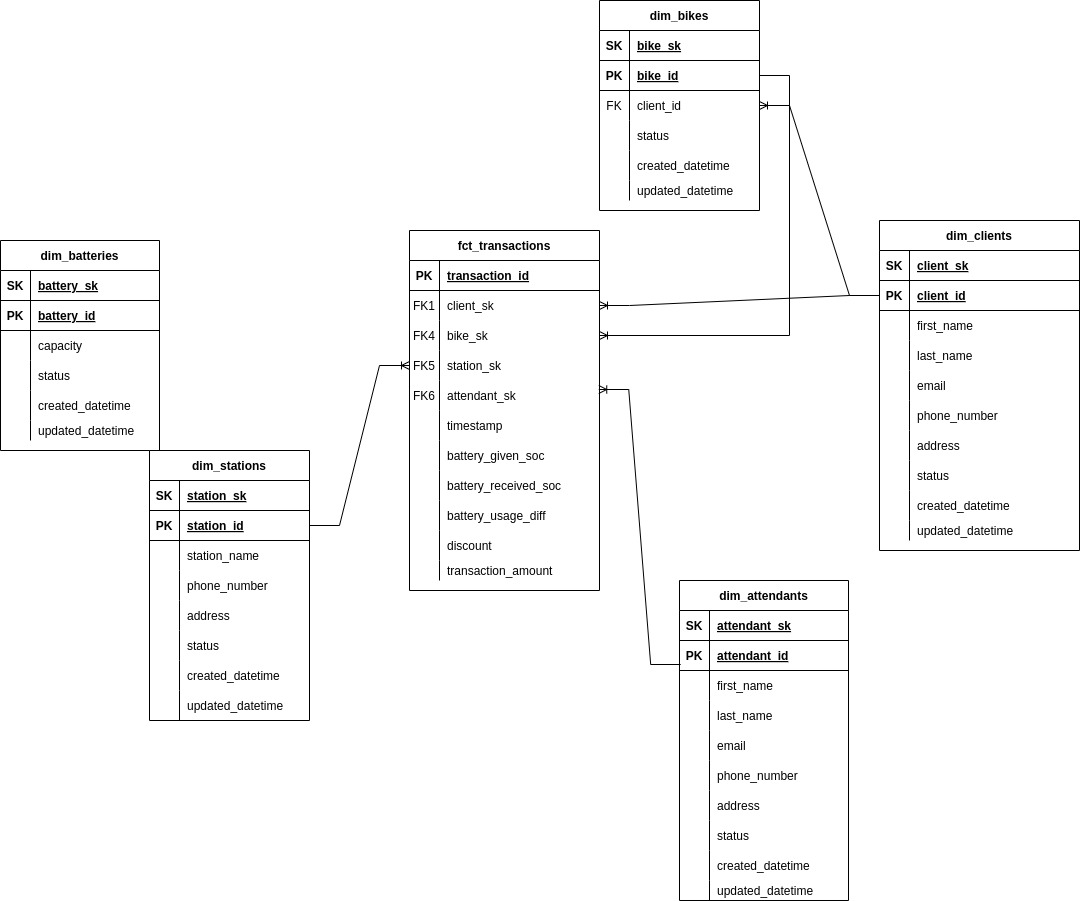 dim_bikes
SK bike_sk
PK bike_id
FK client_id
status
created_datetime
updated_datetime
dim_batteries
SK battery_sk
PK battery_id
capacity
status
created_datetime
updated_datetime
fct_transactions
PK transaction_id
FK1 client_sk
FK4 bike_sk
FK5 station_sk
FK6 attendant_sk
timestamp
battery_given_soc
battery_received_soc
battery_usage_diff
discount
transaction_amount
dim_clients
SK client_sk
PK client_id
first_name
last_name
email
phone_number
address
status
created_datetime
updated_datetime
dim_stations
SK station_sk
PK station_id
station_name
phone_number
address
status
created_datetime
updated_datetime
dim_attendants
SK attendant_sk
PK attendant_id
first_name
last_name
email
phone_number
address
status
created_datetime
updated_datetime